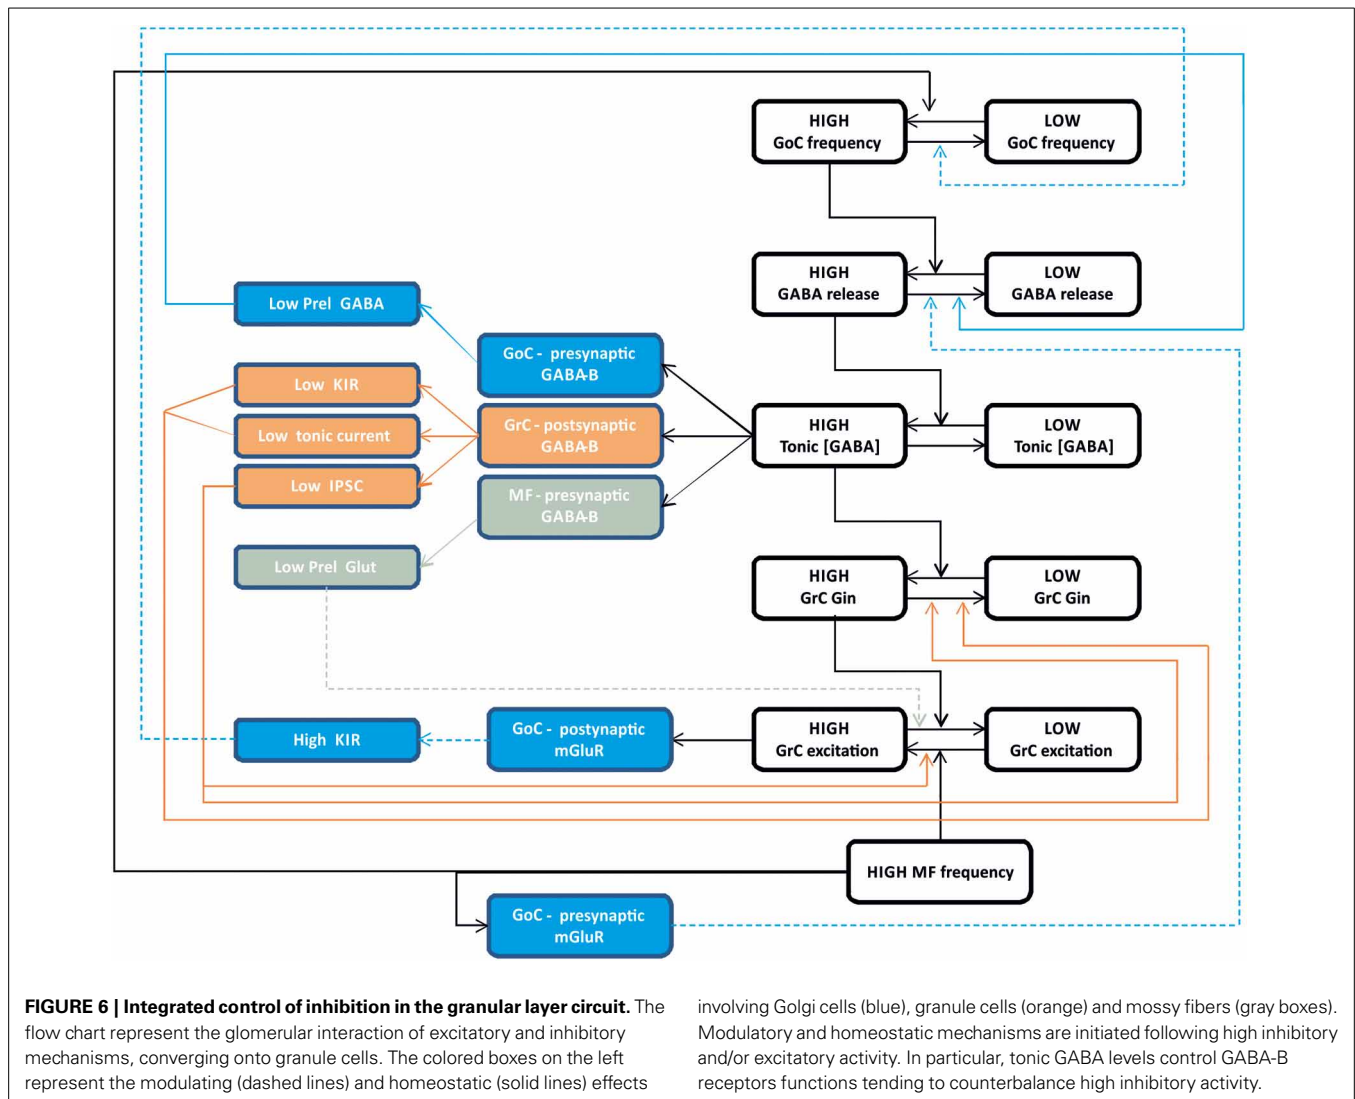 HIGH
GoC frequency
LOW
GoC frequency
HIGH
GABA release
LOW
GABA release
Low Prel GABA
GoC - presynaptic
GABA-B
Low KIR
GrC - postsynaptic
GABA-B
Low tonic current
HIGH
Tonic [GABA]
LOW
Tonic [GABA]
Low IPSC
MF - presynaptic
GABA-B
Low Prel Glut
HIGH
GrC Gin
LOW
GrC Gin
High KIR
GoC - postynaptic
mGluR
HIGH
GrC excitation
LOW
GrC excitation
HIGH MF frequency
GoC - presynaptic
mGluR
FIGURE 6 | Integrated control of inhibition in the granular layer circuit. The
flow chart represent the glomerular interaction of excitatory and inhibitory
mechanisms, converging onto granule cells. The colored boxes on the left
represent the modulating (dashed lines) and homeostatic (solid lines) effects
involving Golgi cells (blue), granule cells (orange) and mossy fibers (gray boxes).
Modulatory and homeostatic mechanisms are initiated following high inhibitory
and/or excitatory activity. In particular, tonic GABA levels control GABA-B
receptors functions tending to counterbalance high inhibitory activity.